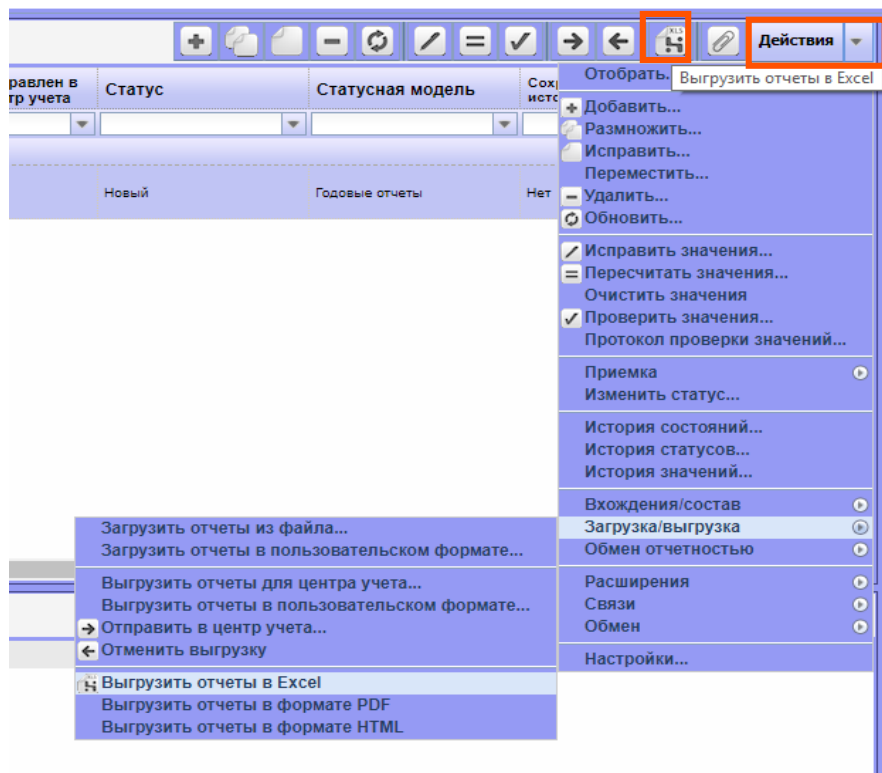 XLS
Действия
равлен в
тр учета
Статус
Статусная модель
Сох
исто
Новый
Годовые отчеты
Нет
Отобрать.
Выгрузить отчеты в Excel
Добавить...
Размножить...
Исправить...
Переместить...
Удалить...
Обновить...
Исправить значения...
Пересчитать значения...
Очистить значения
Проверить значения...
Протокол проверки значений...
Приемка
Изменить статус...
История состояний...
История статусов...
История значений...
Вхождения/состав
Загрузка/выгрузка
Обмен отчетностью
Расширения
Связи
Обмен
Настройки...
Загрузить отчеты из файла...
Загрузить отчеты в пользовательском формате...
Выгрузить отчеты для центра учета...
Выгрузить отчеты в пользовательском формате...
Отправить в центр учета...
Отменить выгрузку
Выгрузить отчеты в Excel
Выгрузить отчеты в формате PDF
Выгрузить отчеты в формате HTML